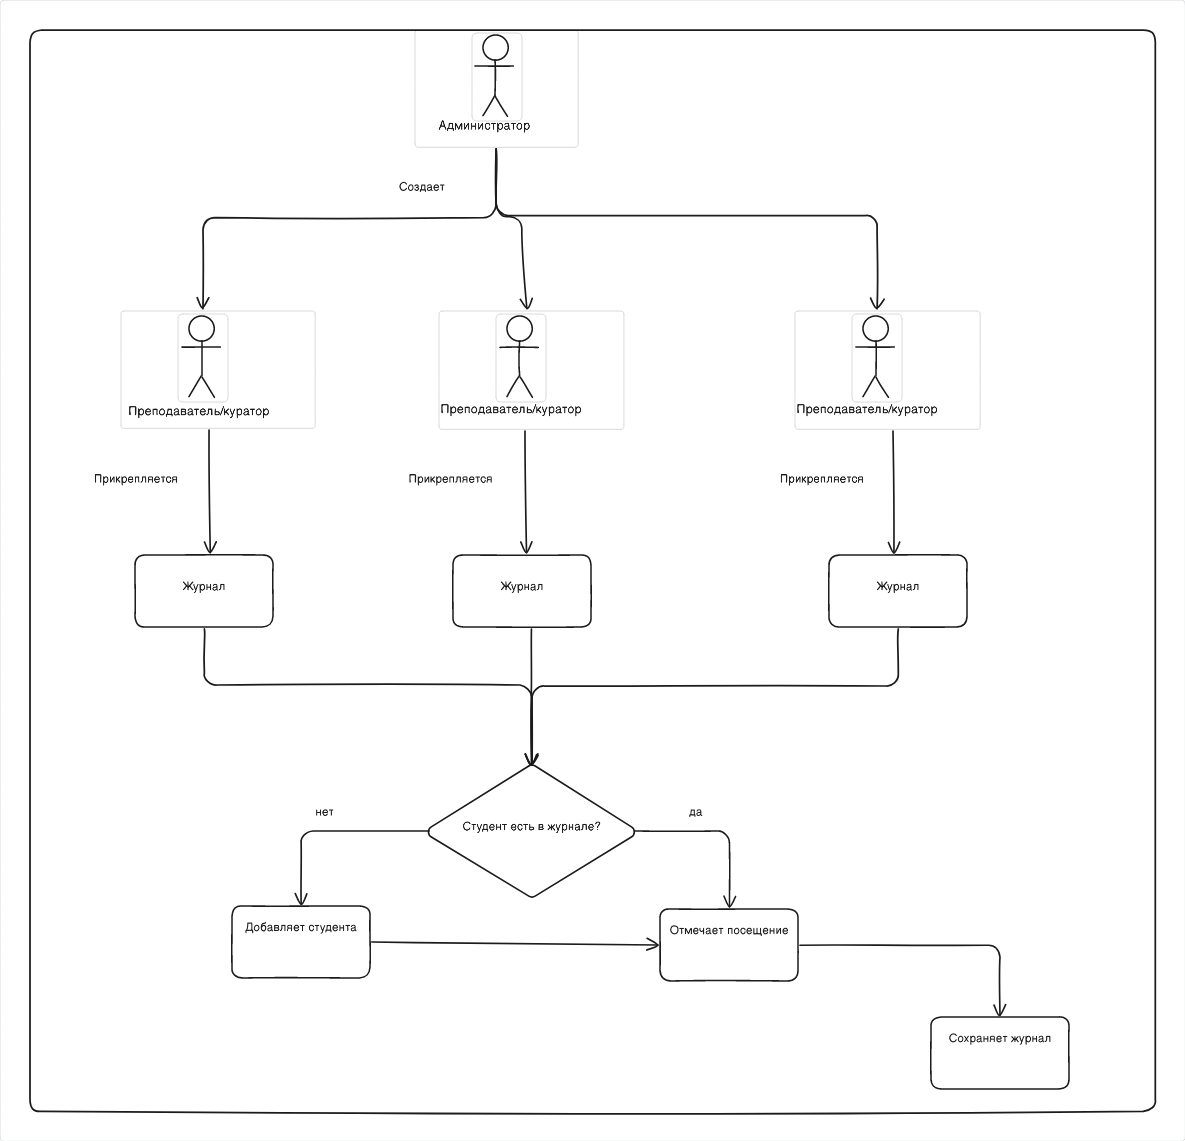 Администратор
Создает
Преподаватель/куратор
Преподаватель/куратор
Преподаватель/куратор
Прикрепляется
Прикрепляется
Прикрепляется
Журнал
Журнал
Журнал
нет
да
Студент есть в журнале?
Добавляет студента
Отмечает посещение
Сохраняет журнал